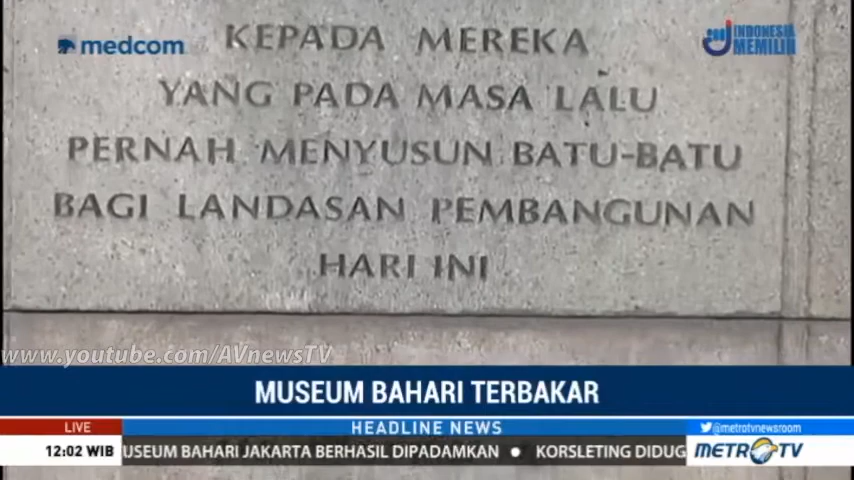 medcom
INDONESIA
MEMILIH
KEPADA MEREKA
YANG PADA MASA LALU
PERNAH MENYUSUN BATU-BATU
BAGI LANDASAN PEMBANGUNAN
HARI INI
www.youtube.com/AVnewsTV
MUSEUM BAHARI TERBAKAR
LIVE
HEADLINE NEWS
@metrotvnewsroom
12:02 WIB
USEUM BAHARI JAKARTA BERHASIL DIPADAMKAN • KORSLETING DIDUG
METRO TV